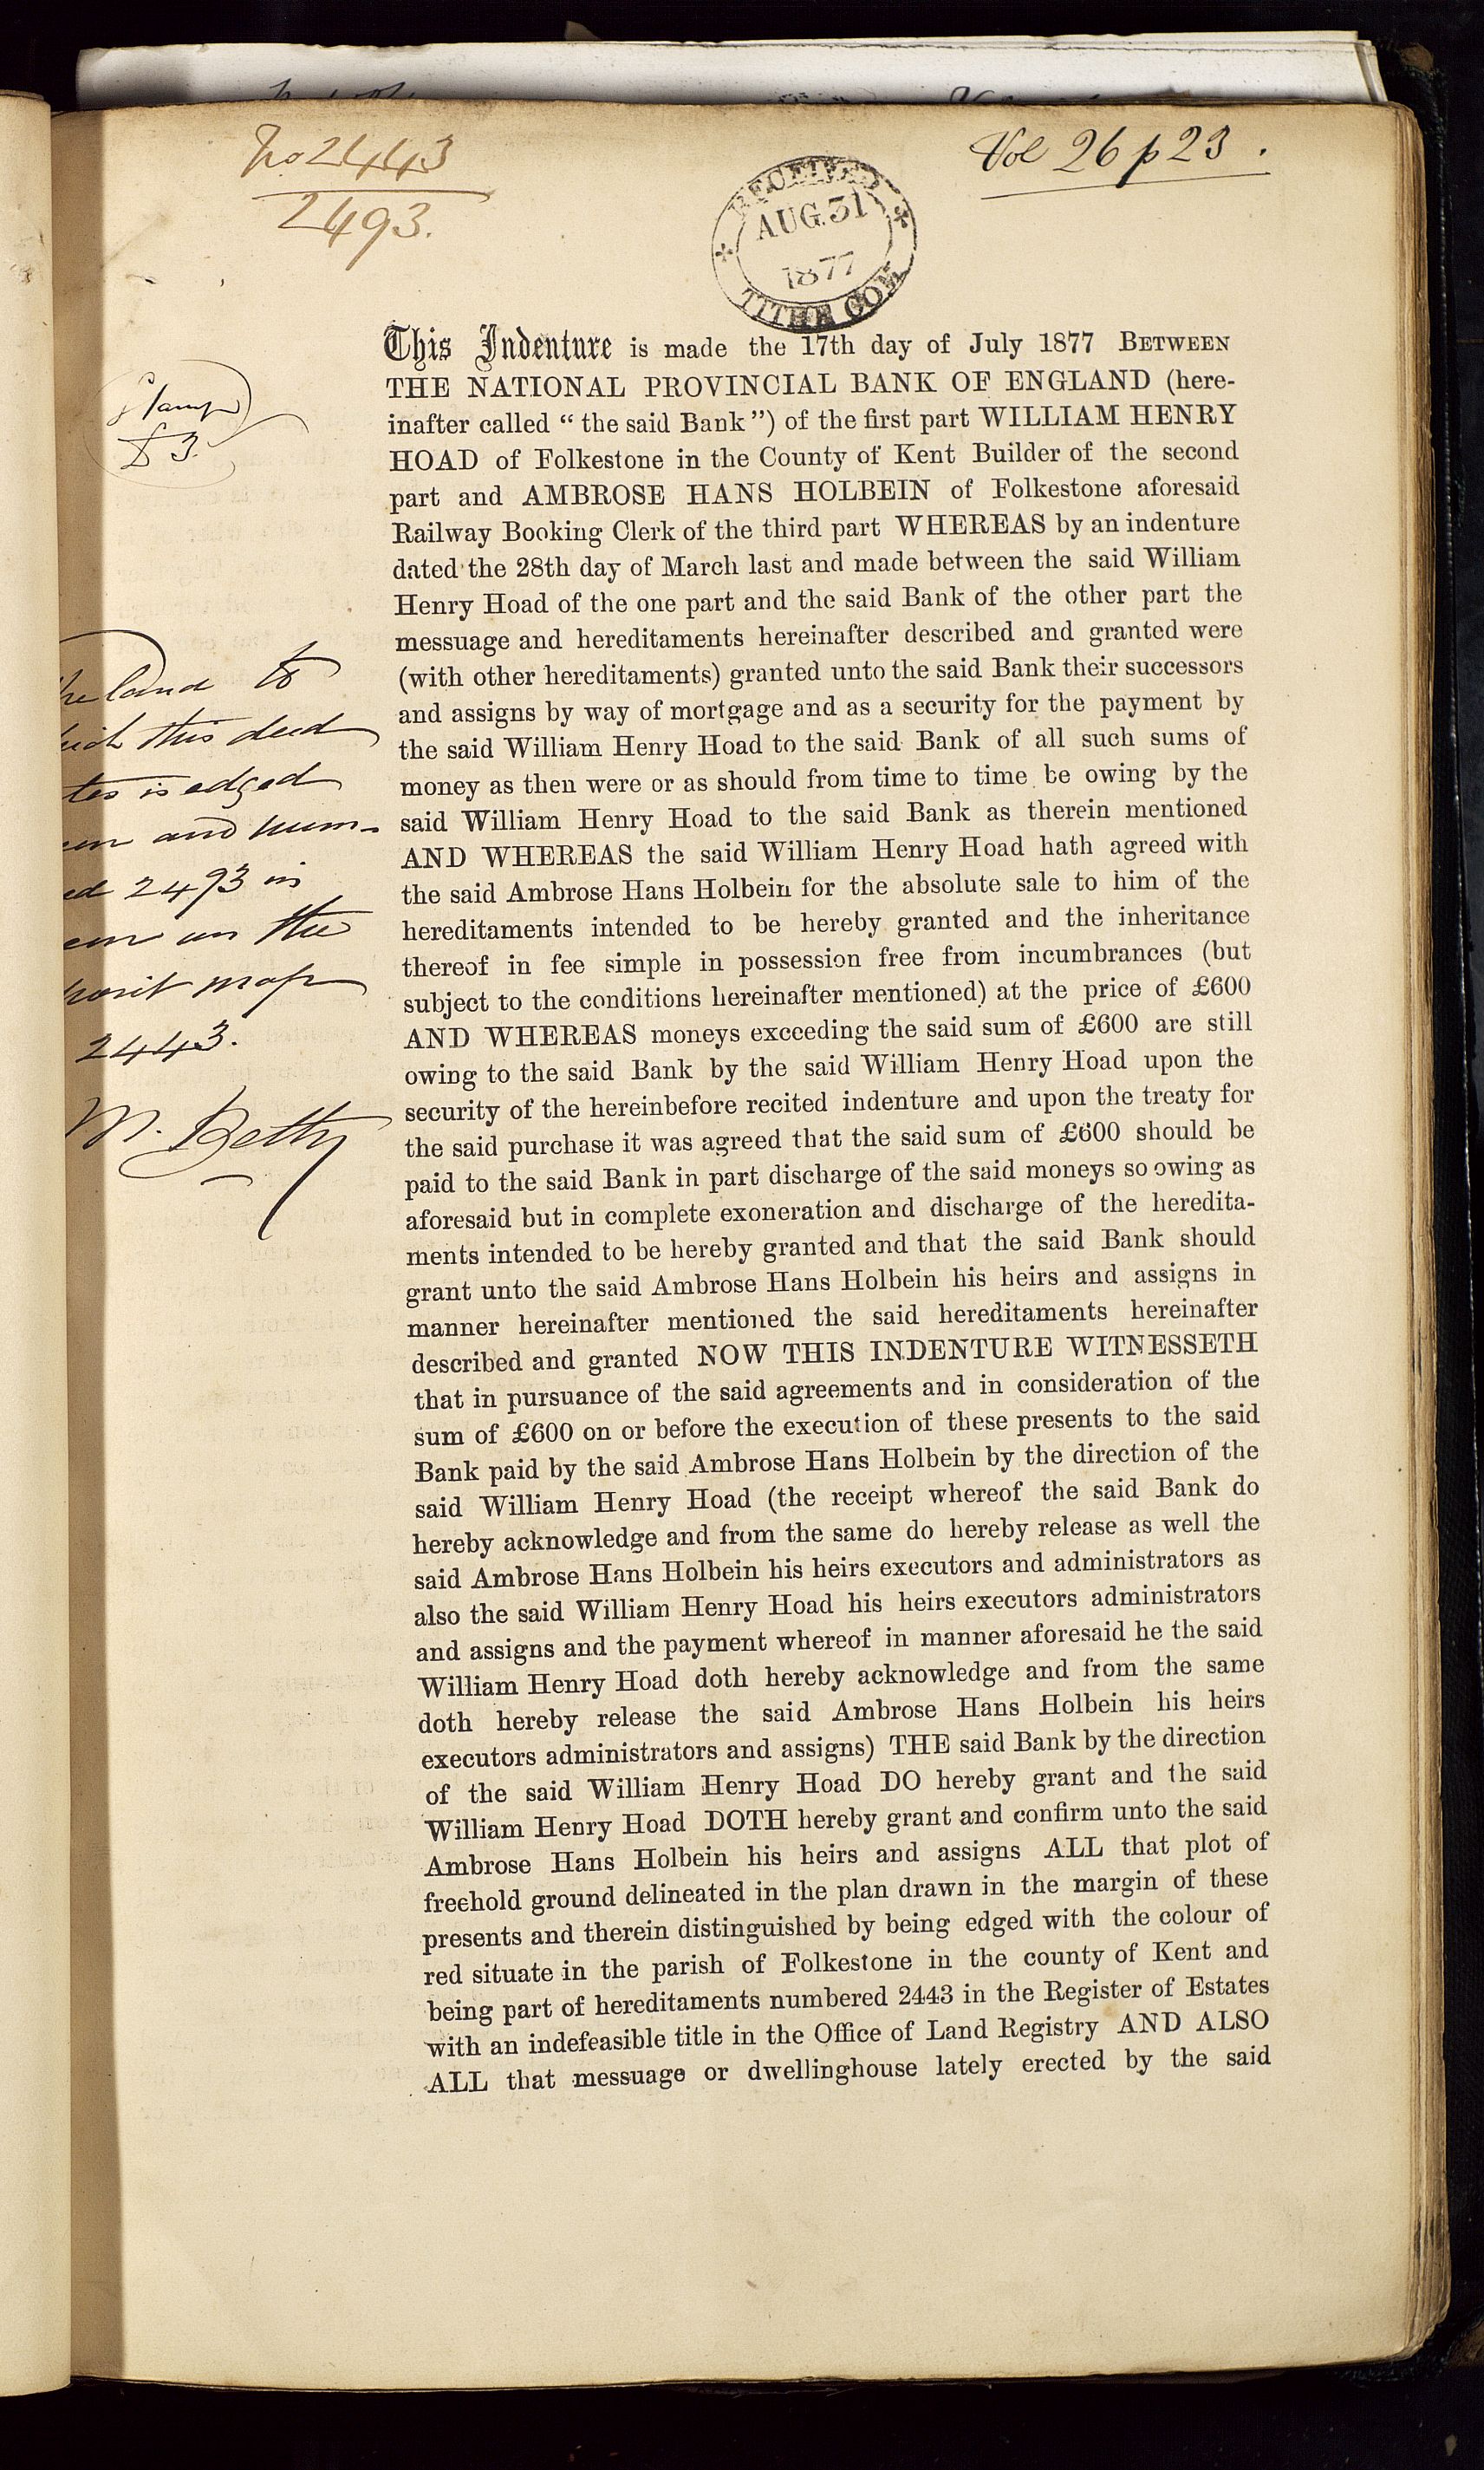 No 2443
2493.
Vol 26 p 23.
RECEIVED
AUG. 31
1877
TITHE COM
Stamp
£3.
This Indenture is made the 17th day of July 1877 BETWEEN
THE NATIONAL PROVINCIAL BANK OF ENGLAND (here-
inafter called "the said Bank") of the first part WILLIAM HENRY
HOAD of Folkestone in the County of Kent Builder of the second
part and AMBROSE HANS HOLBEIN of Folkestone aforesaid
Railway Booking Clerk of the third part WHEREAS by an indenture
dated the 28th day of March last and made between the said William
Henry Hoad of the one part and the said Bank of the other part the
messuage and hereditaments hereinafter described and granted were
(with other hereditaments) granted unto the said Bank their successors
and assigns by way of mortgage and as a security for the payment by
the said William Henry Hoad to the said Bank of all such sums of
money as then were or as should from time to time be owing by the
said William Henry Hoad to the said Bank as therein mentioned
AND WHEREAS the said William Henry Hoad hath agreed with
the said Ambrose Hans Holbein for the absolute sale to him of the
hereditaments intended to be hereby granted and the inheritance
thereof in fee simple in possession free from incumbrances (but
subject to the conditions hereinafter mentioned) at the price of £600
AND WHEREAS moneys exceeding the said sum of £600 are still
owing to the said Bank by the said William Henry Hoad upon the
security of the hereinbefore recited indenture and upon the treaty for
the said purchase it was agreed that the said sum of £600 should be
paid to the said Bank in part discharge of the said moneys so owing as
aforesaid but in complete exoneration and discharge of the heredita-
ments intended to be hereby granted and that the said Bank should
grant unto the said Ambrose Hans Holbein his heirs and assigns in
manner hereinafter mentioned the said hereditaments hereinafter
described and granted NOW THIS INDENTURE WITNESSETH
that in pursuance of the said agreements and in consideration of the
sum of £600 on or before the execution of these presents to the said
Bank paid by the said Ambrose Hans Holbein by the direction of the
said William Henry Hoad (the receipt whereof the said Bank do
hereby acknowledge and from the same do hereby release as well the
said Ambrose Hans Holbein his heirs executors and administrators as
also the said William Henry Hoad his heirs executors administrators
and assigns and the payment whereof in manner aforesaid he the said
William Henry Hoad doth hereby acknowledge and from the same
doth hereby release the said Ambrose Hans Holbein his heirs
executors administrators and assigns) THE said Bank by the direction
of the said William Henry Hoad DO hereby grant and the said
William Henry Hoad DOTH hereby grant and confirm unto the said
Ambrose Hans Holbein his heirs and assigns ALL that plot of
freehold ground delineated in the plan drawn in the margin of these
presents and therein distinguished by being edged with the colour of
red situate in the parish of Folkestone in the county of Kent and
being part of hereditaments numbered 2443 in the Register of Estates
with an indefeasible title in the Office of Land Registry AND ALSO
ALL that messuage or dwellinghouse lately erected by the said
land to
this deed
is edged
and num-
2493 in
on the
map
2443.
M. Betty